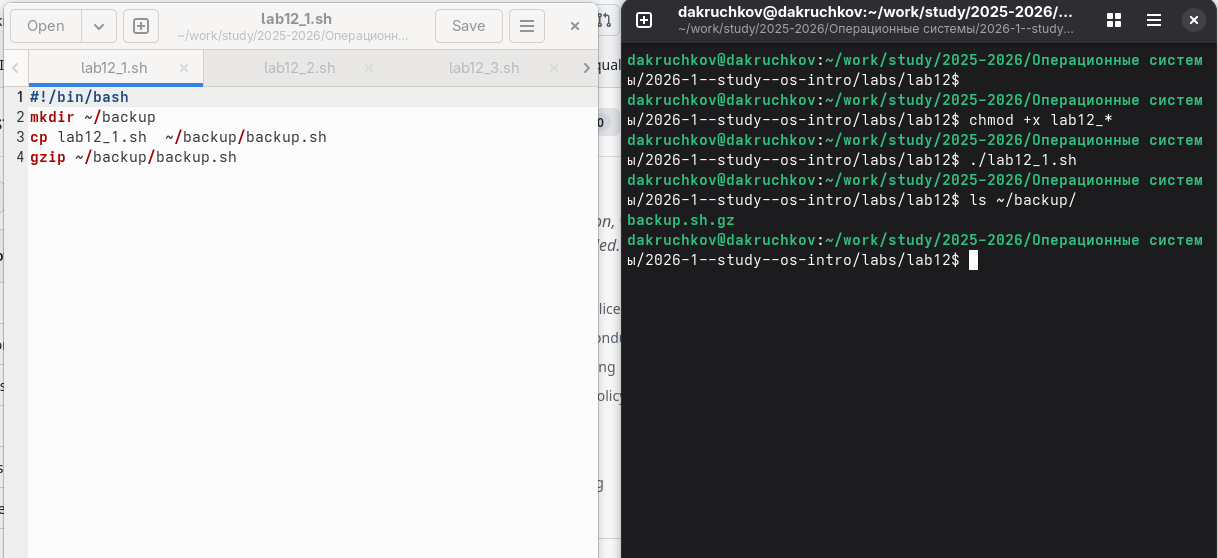 Open
lab12_1.sh
~/work/study/2025-2026/Операционн...
Save
lab12_1.sh
lab12_2.sh
lab12_3.sh
1 #!/bin/bash
2 mkdir ~/backup
3 cp lab12_1.sh  ~/backup/backup.sh
4 gzip ~/backup/backup.sh
dakruchkov@dakruchkov:~/work/study/2025-2026/...
~/work/study/2025-2026/Операционные системы/2026-1--study...
dakruchkov@dakruchkov:~/work/study/2025-2026/Операционные систем
ы/2026-1--study--os-intro/labs/lab12$
dakruchkov@dakruchkov:~/work/study/2025-2026/Операционные систем
ы/2026-1--study--os-intro/labs/lab12$ chmod +x lab12_*
dakruchkov@dakruchkov:~/work/study/2025-2026/Операционные систем
ы/2026-1--study--os-intro/labs/lab12$ ./lab12_1.sh
dakruchkov@dakruchkov:~/work/study/2025-2026/Операционные систем
ы/2026-1--study--os-intro/labs/lab12$ ls ~/backup/
backup.sh.gz
dakruchkov@dakruchkov:~/work/study/2025-2026/Операционные систем
ы/2026-1--study--os-intro/labs/lab12$